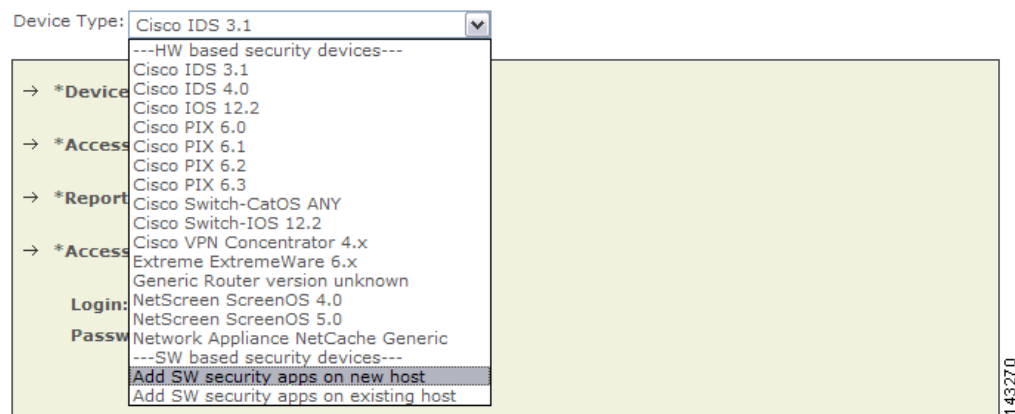 Device Type: Cisco IDS 3.1
---HW based security devices---
Cisco IDS 3.1
→ *Device Cisco IDS 4.0
Cisco IOS 12.2
Cisco PIX 6.0
→ *Access Cisco PIX 6.1
Cisco PIX 6.2
Cisco PIX 6.3
→ *Report Cisco Switch-CatOS ANY
Cisco Switch-IOS 12.2
→ *Access Cisco VPN Concentrator 4.x
Extreme ExtremeWare 6.x
Generic Router version unknown
Login: NetScreen ScreenOS 4.0
NetScreen ScreenOS 5.0
Passw Network Appliance NetCache Generic
---SW based security devices---
Add SW security apps on new host
Add SW security apps on existing host
143270